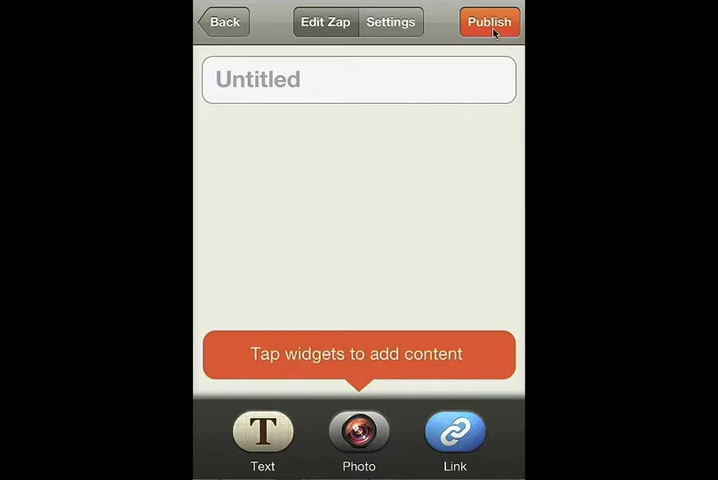 Back Edit Zap Settings Publish
Untitled
Tap widgets to add content
T
Text Photo Link